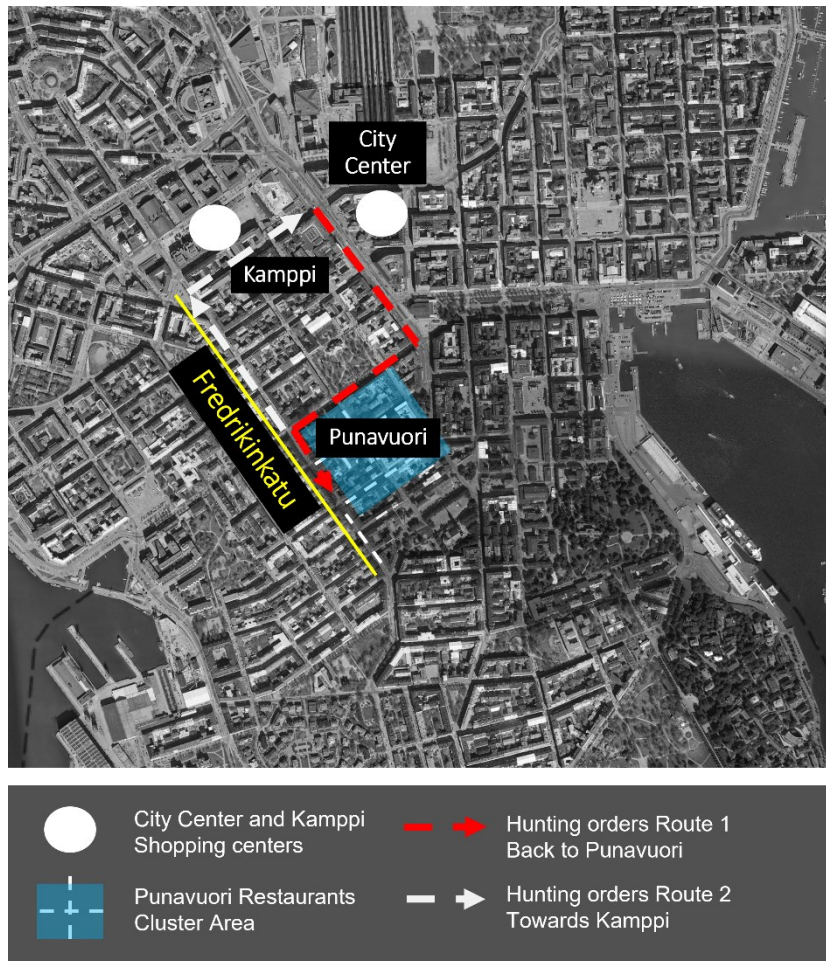 City
Center
Kamppi
Fredrikinkatu
Punavuori
City Center and Kamppi
Shopping centers
Hunting orders Route 1
Back to Punavuori
Punavuori Restaurants
Cluster Area
Hunting orders Route 2
Towards Kamppi